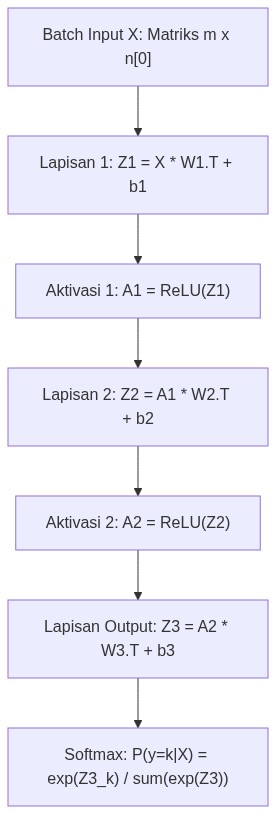 Batch Input X: Matriks m x
n[0]
Lapisan 1: Z1 = X * W1.T +
b1
Aktivasi 1: A1 = ReLU(Z1)
Lapisan 2: Z2 = A1 * W2.T
+ b2
Aktivasi 2: A2 = ReLU(Z2)
Lapisan Output: Z3 = A2 *
W3.T + b3
Softmax: P(y=k|X) =
exp(Z3_k) / sum(exp(Z3))